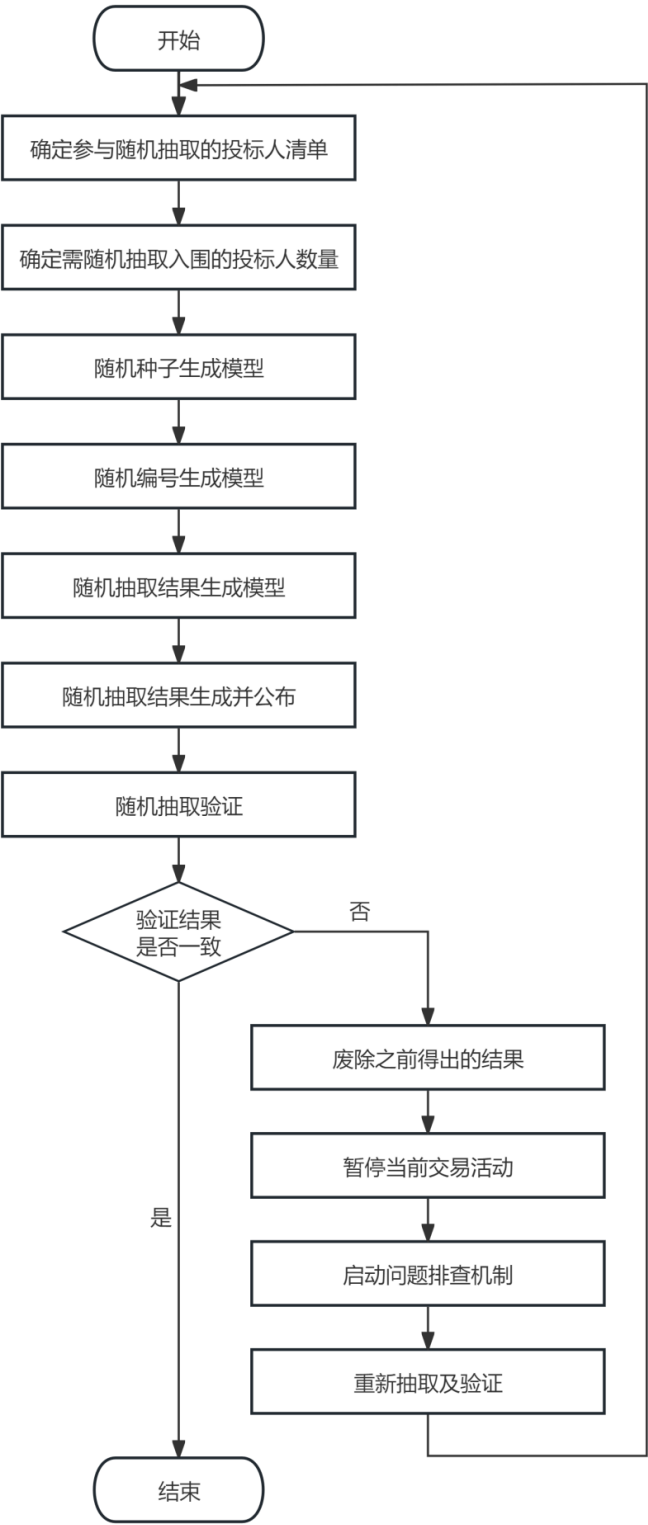 开始
确定参与随机抽取的投标人清单
确定需随机抽取入围的投标人数量
随机种子生成模型
随机编号生成模型
随机抽取结果生成模型
随机抽取结果生成并公布
随机抽取验证
验证结果
是否一致
否
废除之前得出的结果
暂停当前交易活动
启动问题排查机制
重新抽取及验证
是
结束